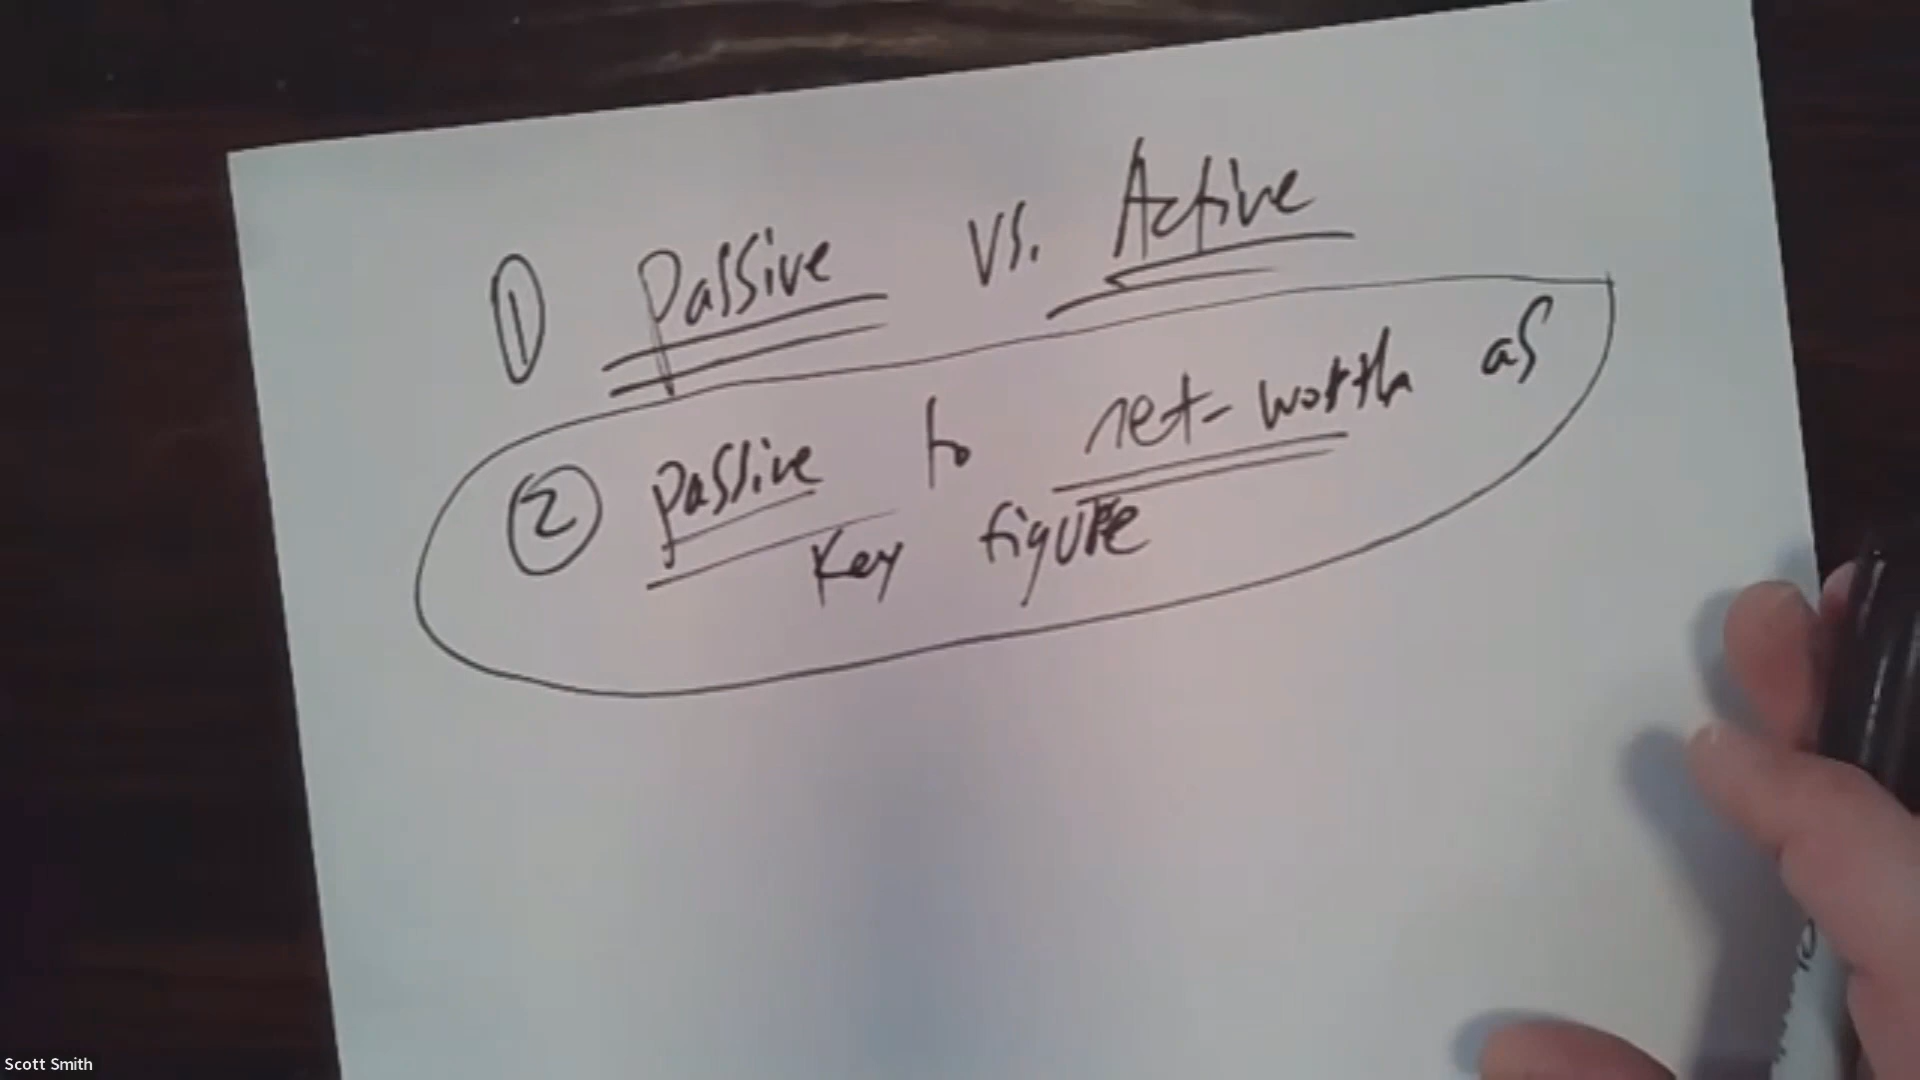 ① Passive vs. Active
② passive to net-worth as
key figure
Scott Smith